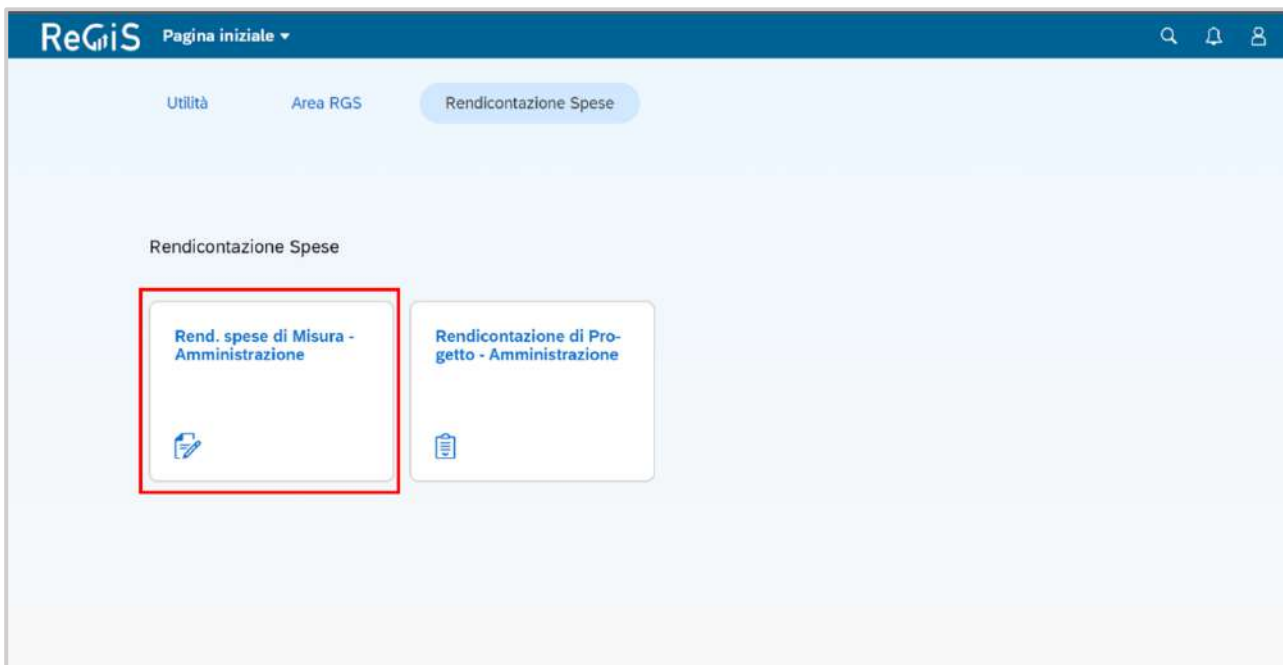 ReGiS Pagina iniziale
Utilità Area RGS Rendicontazione Spese
Rendicontazione Spese
Rend. spese di Misura -
Amministrazione
Rendicontazione di Pro-
getto - Amministrazione